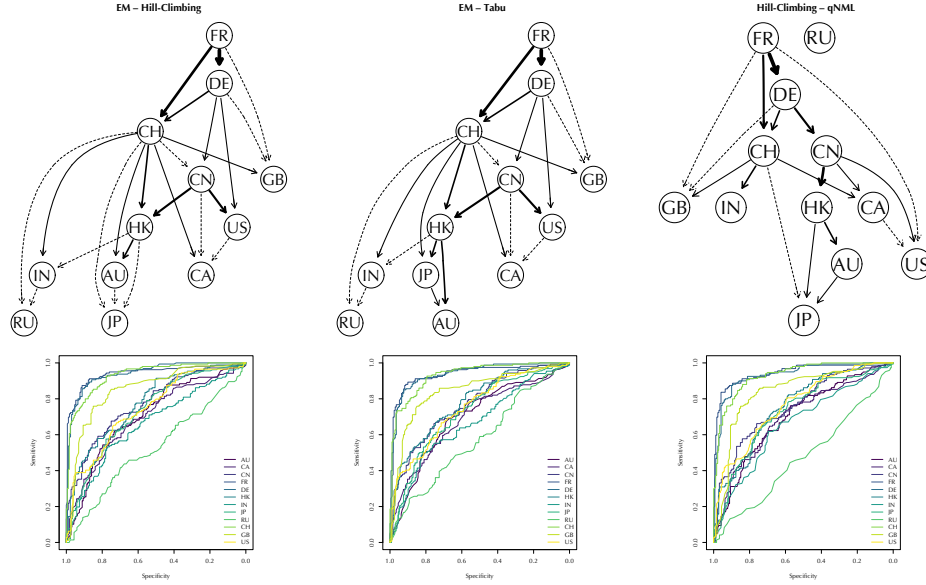 EM – Hill-Climbing
EM – Tabu
Hill-Climbing – qNML
FR
DE
CH
CN
GB
HK
US
IN
AU
CA
RU
JP
FR
DE
CH
CN
GB
HK
US
IN
JP
CA
RU
AU
FR
RU
DE
CH
CN
GB
IN
HK
CA
AU
US
JP
Sensitivity
0.0
0.2
0.4
0.6
0.8
1.0
AU
CA
CN
FR
DE
HK
IN
JP
RU
CH
GB
US
1.0 0.8 0.6 0.4 0.2 0.0
Specificity
Sensitivity
0.0
0.2
0.4
0.6
0.8
1.0
AU
CA
CN
FR
DE
HK
IN
JP
RU
CH
GB
US
1.0 0.8 0.6 0.4 0.2 0.0
Specificity
Sensitivity
0.0
0.2
0.4
0.6
0.8
1.0
AU
CA
CN
FR
DE
HK
IN
JP
RU
CH
GB
US
1.0 0.8 0.6 0.4 0.2 0.0
Specificity